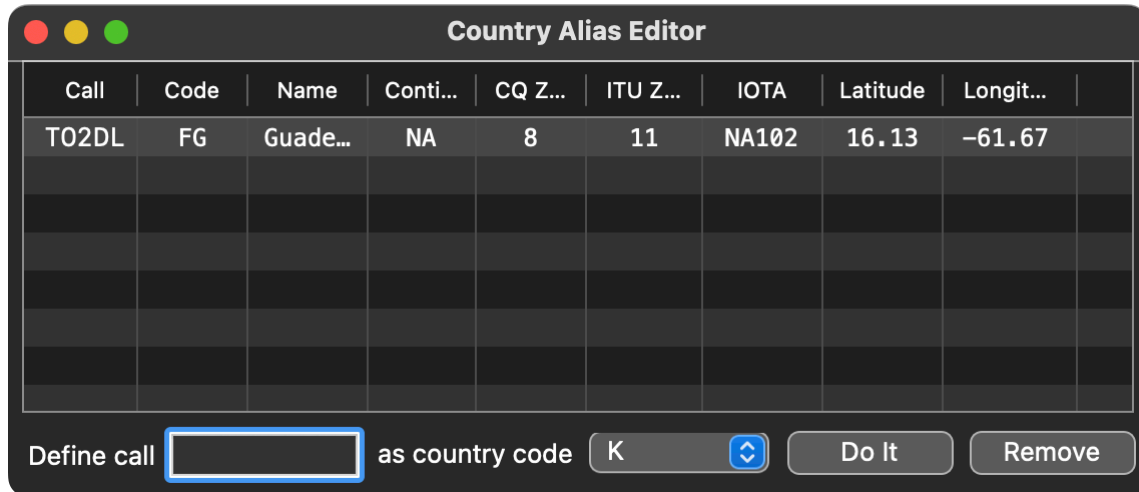 Country Alias Editor
Call Code Name Conti... CQ Z... ITU Z... IOTA Latitude Longit...
TO2DL FG Guade… NA 8 11 NA102 16.13 −61.67
Define call as country code K Do It Remove